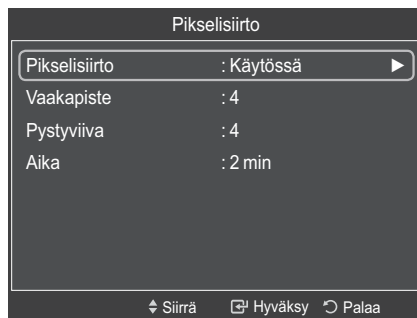 Pikselisiirto
Pikselisiirto : Käytössä
Vaakapiste : 4
Pystyviiva : 4
Aika : 2 min
Siirrä Hyväksy Palaa